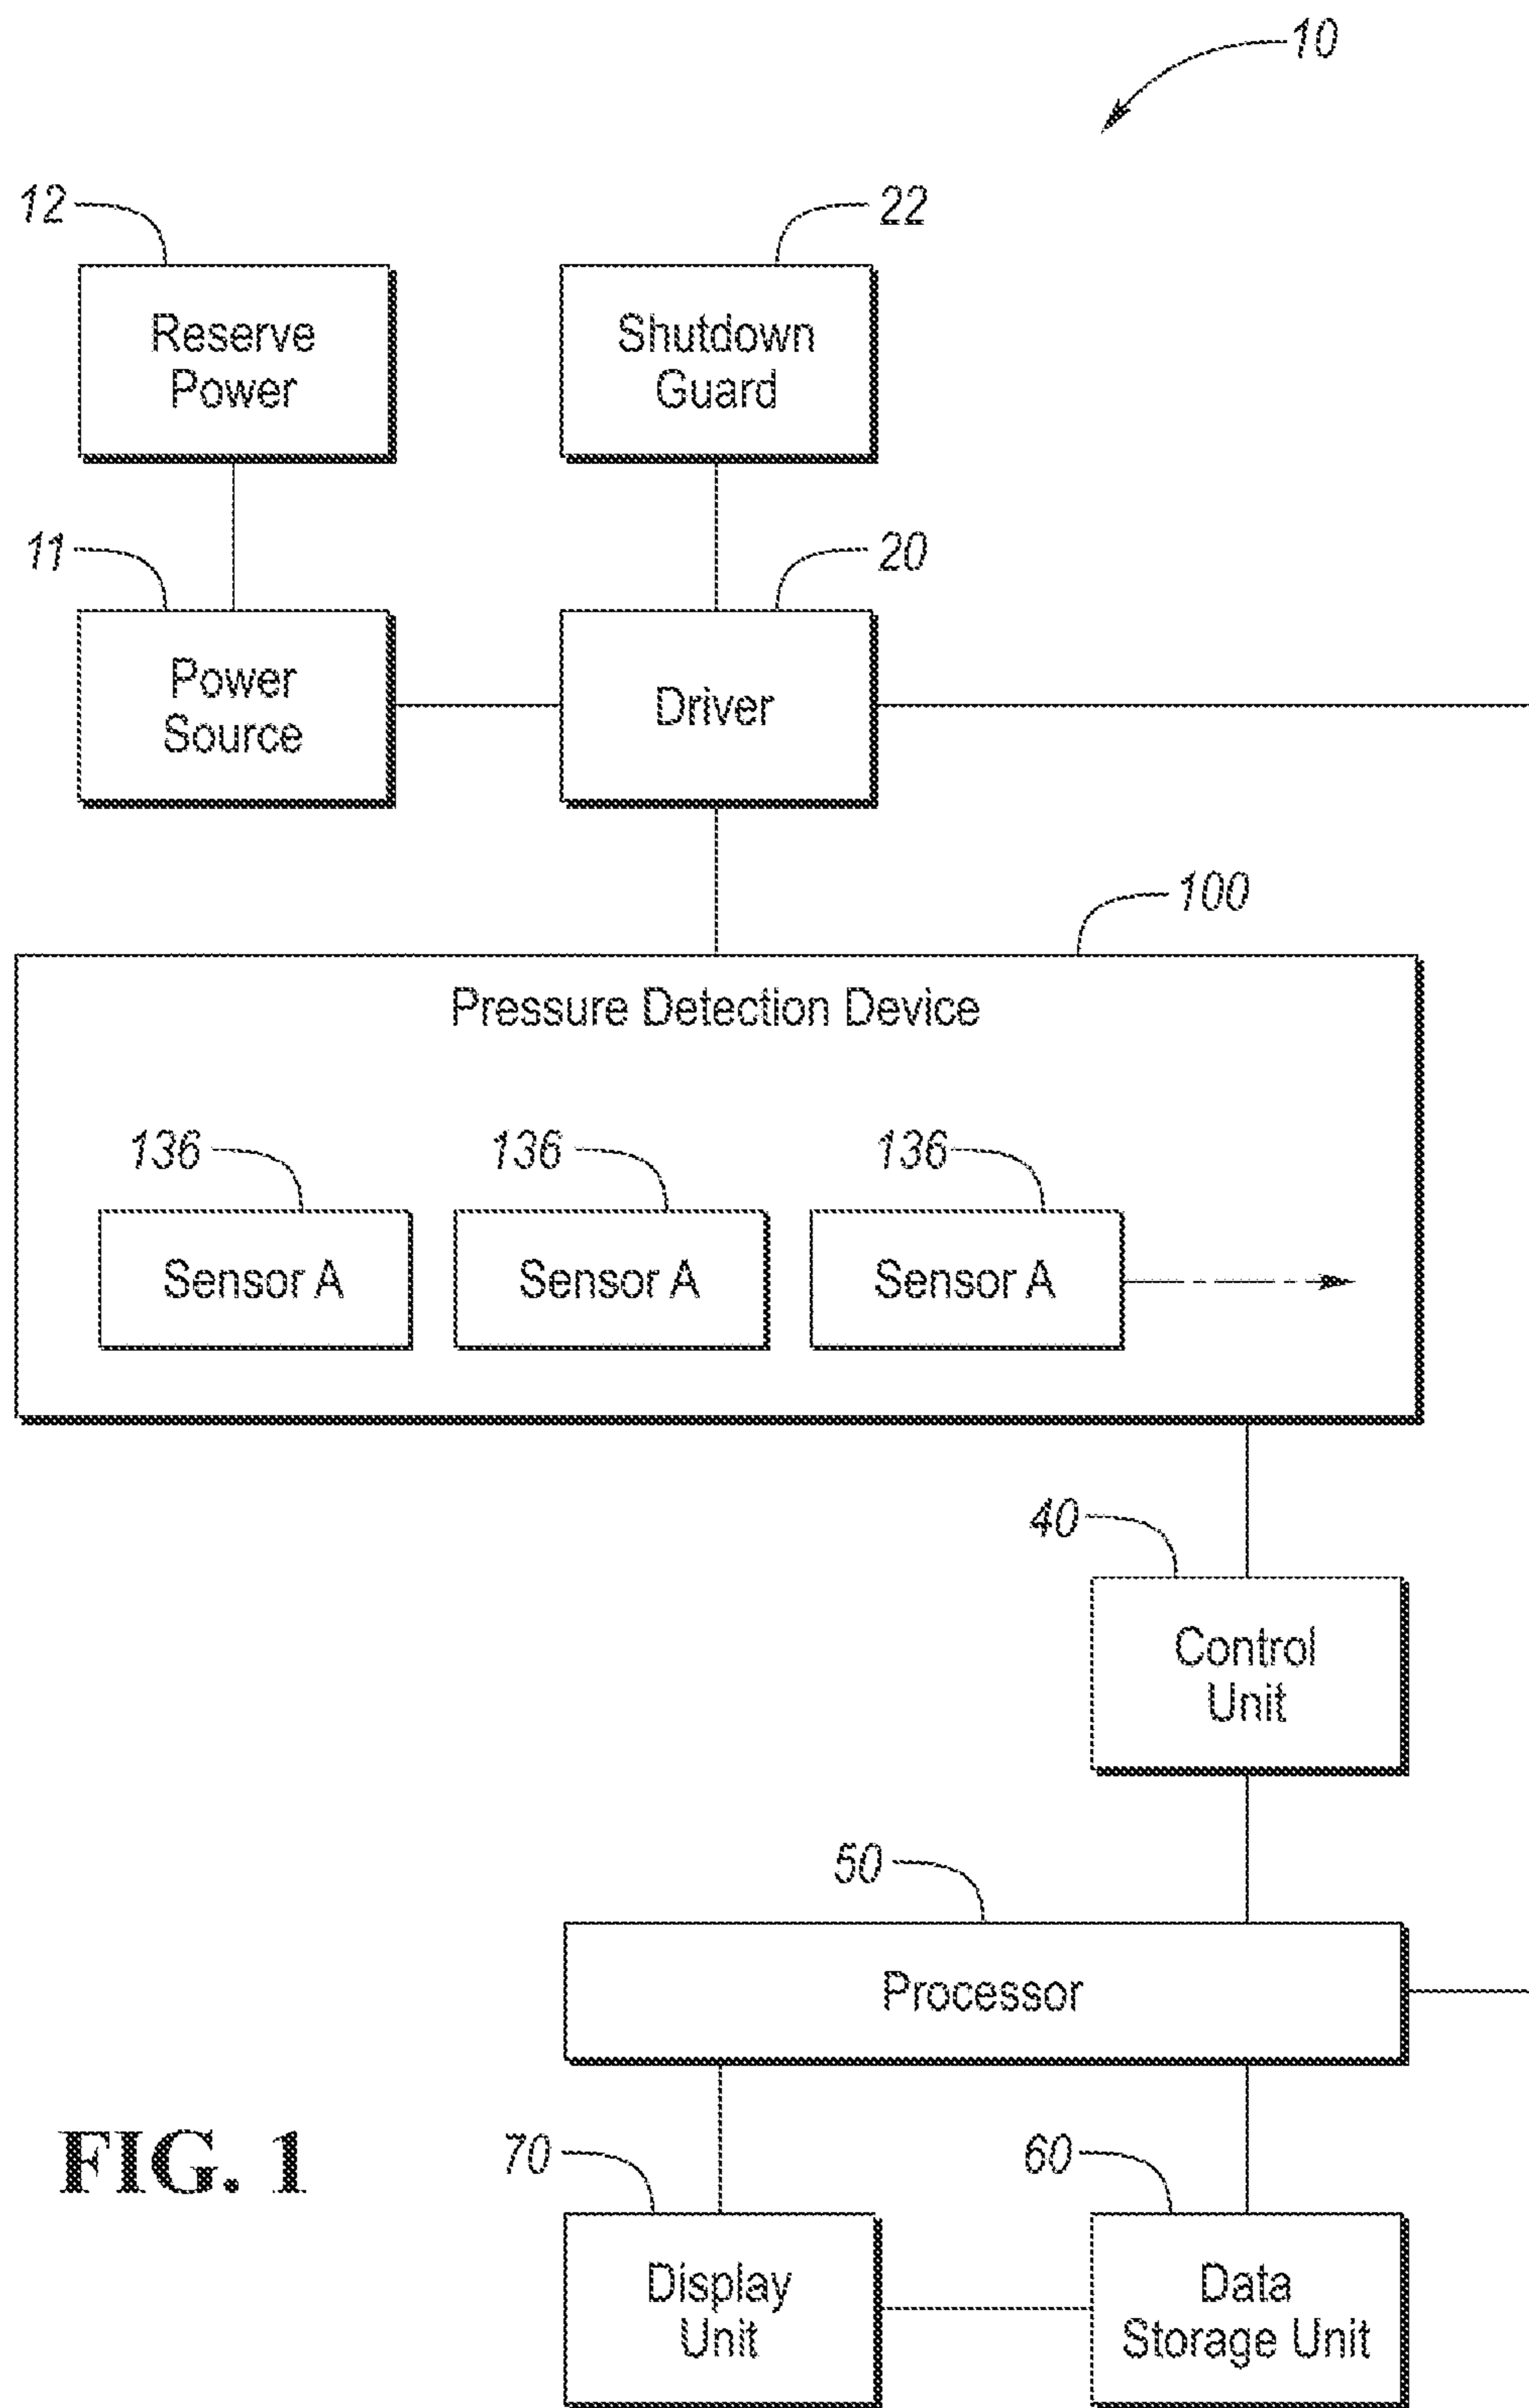 10
12
22
Reserve
Power
Shutdown
Guard
11
20
Power
Source
Driver
100
Pressure Detection Device
136
136
136
Sensor A
Sensor A
Sensor A
40
Control
Unit
50
Processor
FIG. 1
70
60
Display
Unit
Data
Storage Unit